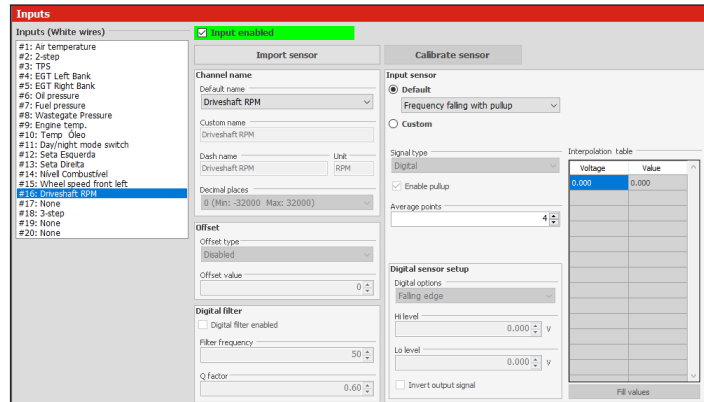 Inputs
Inputs (White wires)
#1: Air temperature
#2: 2-step
#3: TPS
#4: EGT Left Bank
#5: EGT Right Bank
#6: Oil pressure
#7: Fuel pressure
#8: Wastegate Pressure
#9: Engine temp.
#10: Temp Óleo
#11: Day/night mode switch
#12: Seta Esquerda
#13: Seta Direita
#14: Nível Combustível
#15: Wheel speed front left
#16: Driveshaft RPM
#17: None
#18: 3-step
#19: None
#20: None
Input enabled
Import sensor
Calibrate sensor
Channel name
Default name
Driveshaft RPM
Custom name
Driveshaft RPM
Dash name Unit
Driveshaft RPM RPM
Decimal places
0 (Min: -32000 Max: 32000)
Offset
Offset type
Disabled
Offset value
0
Digital filter
Digital filter enabled
Filter frequency
50
Q factor
0.60
Input sensor
Default
Frequency falling with pullup
Custom
Signal type
Digital
Enable pullup
Average points
4
Digital sensor setup
Digital options
Falling edge
Hi level
0.000 V
Lo level
0.000 V
Invert output signal
Interpolation table
Voltage Value
0.000 0.000
Fill values